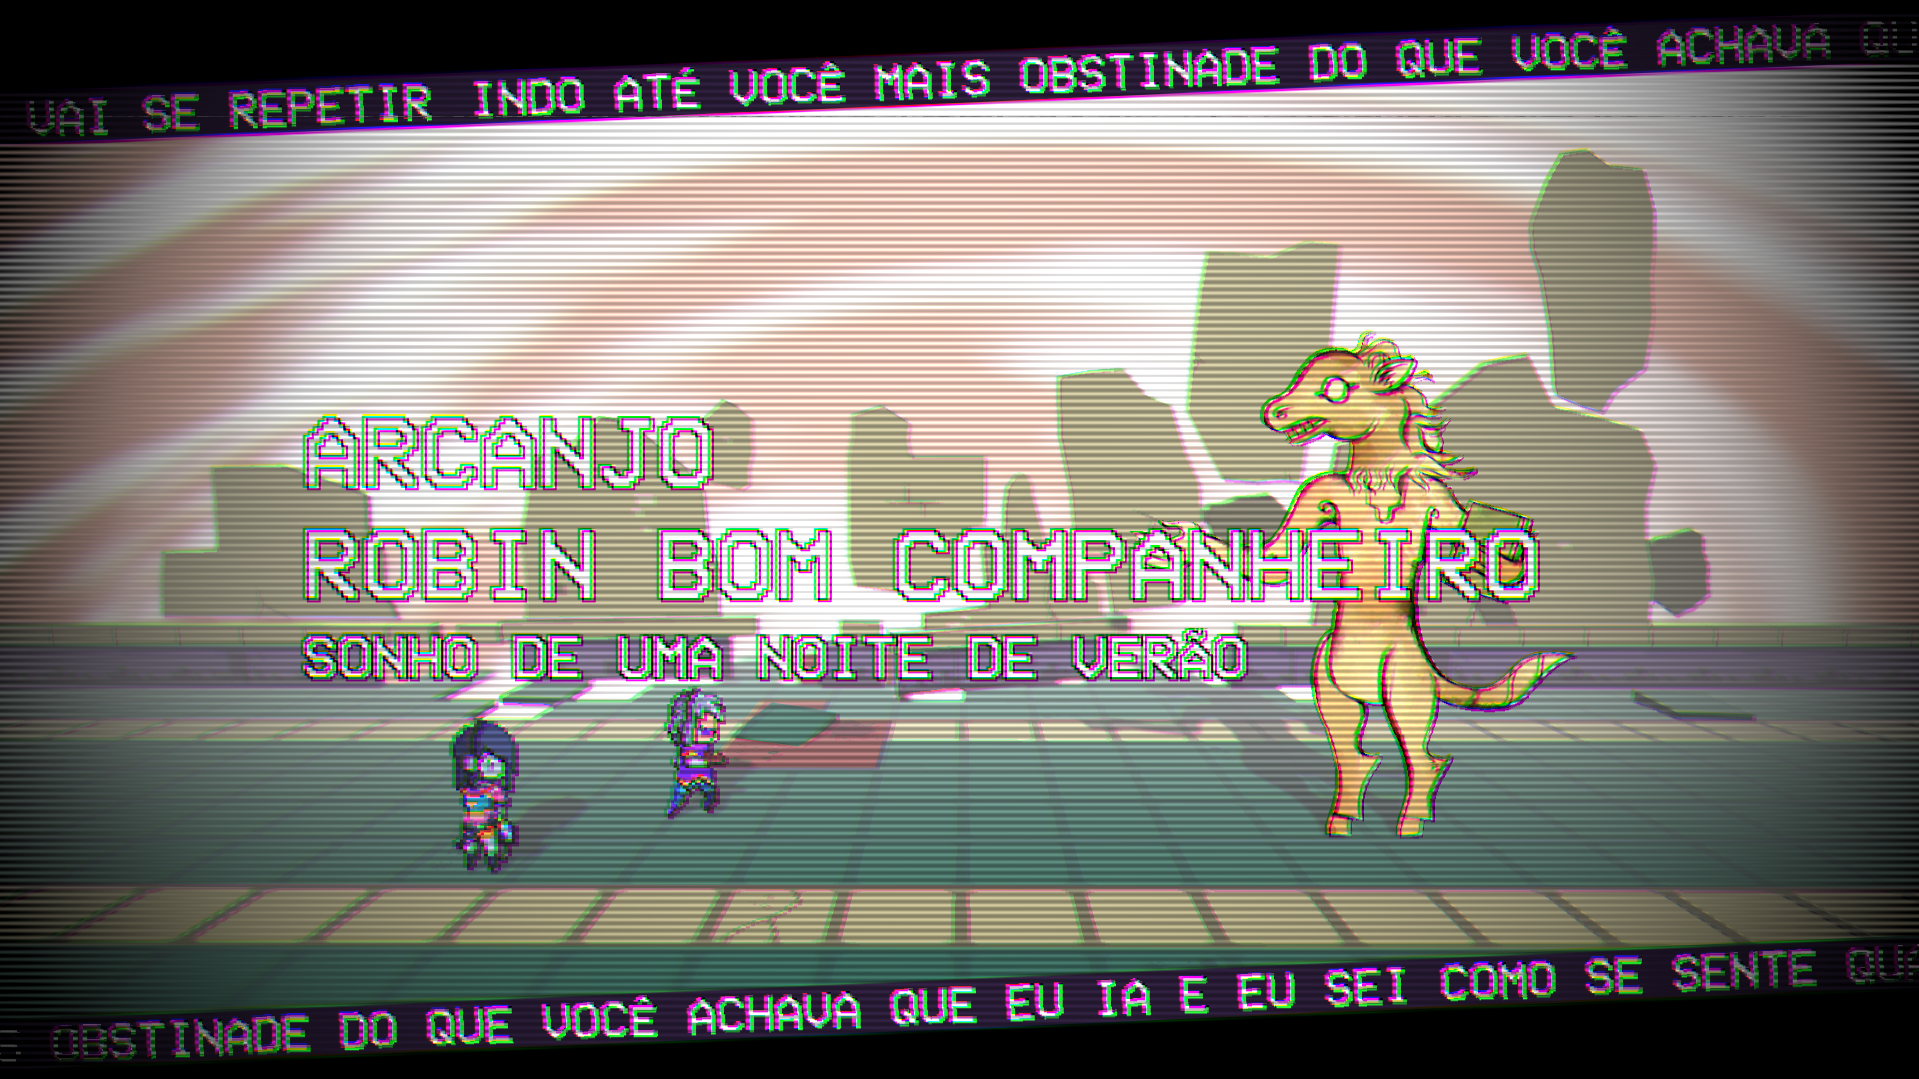 VAI SE REPETIR INDO ATÉ VOCÊ MAIS OBSTINADE DO QUE VOCÊ ACHAVA
ARCANJO
ROBIN BOM COMPANHEIRO
SONHO DE UMA NOITE DE VERÃO
OBSTINADE DO QUE VOCÊ ACHAVA QUE EU IA E EU SEI COMO SE SENTE